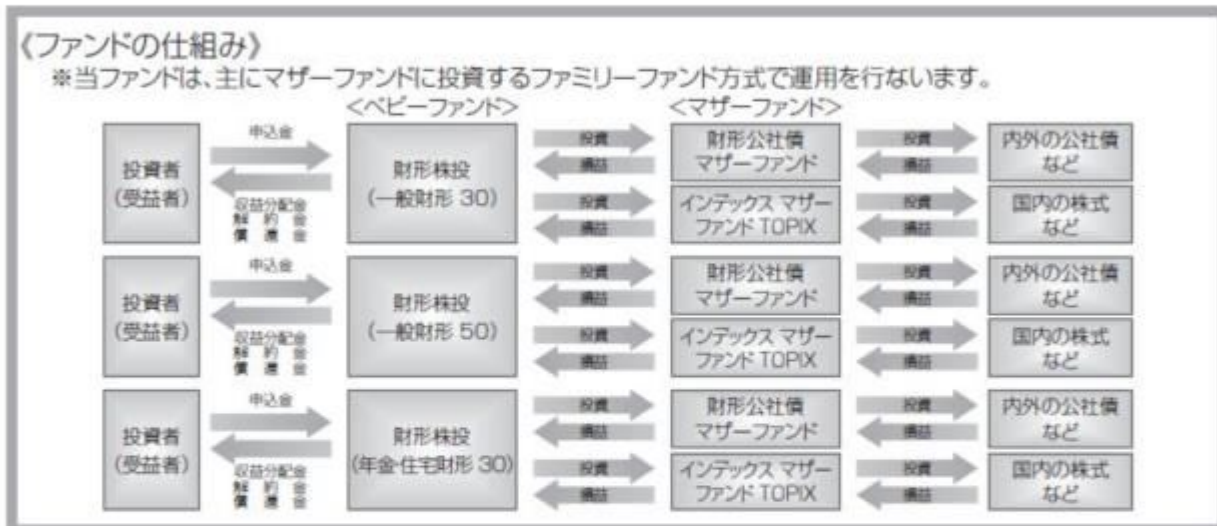 《ファンドの仕組み》
※当ファンドは、主にマザーファンドに投資するファミリーファンド方式で運用を行ないます。
<ベビーファンド>
<マザーファンド>
投資者
(受益者)
申込金
収益分配金
解約金
償還金
財形株投
(一般財形 30)
投資
損益
財形公社債
マザーファンド
投資
損益
内外の公社債
など
投資
損益
インデックス マザー
ファンド TOPIX
投資
損益
国内の株式
など
投資者
(受益者)
申込金
収益分配金
解約金
償還金
財形株投
(一般財形 50)
投資
損益
財形公社債
マザーファンド
投資
損益
内外の公社債
など
投資
損益
インデックス マザー
ファンド TOPIX
投資
損益
国内の株式
など
投資者
(受益者)
申込金
収益分配金
解約金
償還金
財形株投
(年金・住宅財形 30)
投資
損益
財形公社債
マザーファンド
投資
損益
内外の公社債
など
投資
損益
インデックス マザー
ファンド TOPIX
投資
損益
国内の株式
など